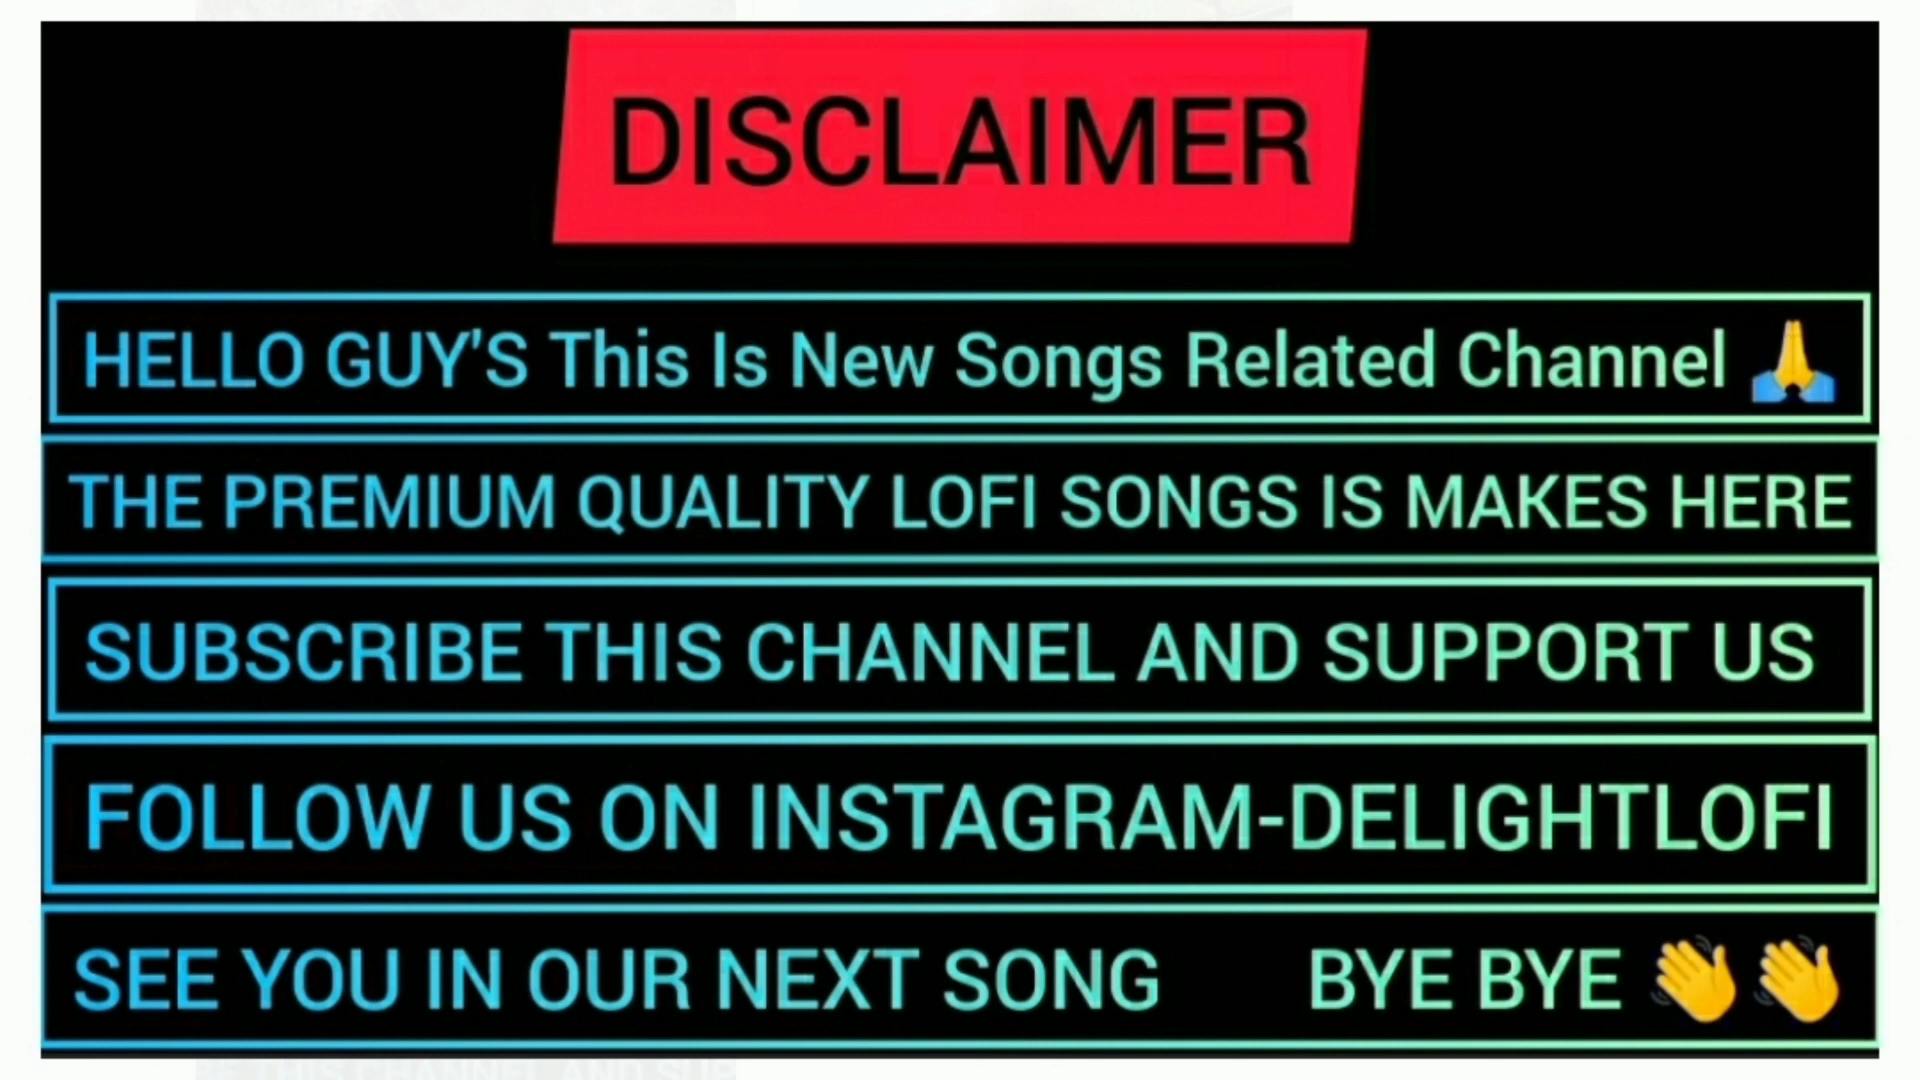 DISCLAIMER
HELLO GUY'S This Is New Songs Related Channel 🙏
THE PREMIUM QUALITY LOFI SONGS IS MAKES HERE
SUBSCRIBE THIS CHANNEL AND SUPPORT US
FOLLOW US ON INSTAGRAM-DELIGHTLOFI
SEE YOU IN OUR NEXT SONG BYE BYE 👋 👋